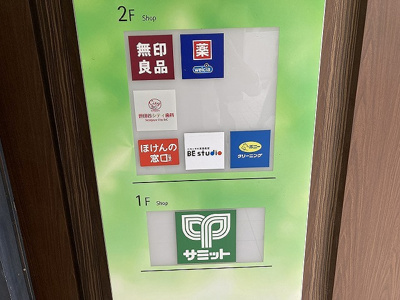 2F Shop
無印
良品
薬
welcia
ほけんの
窓口
BE studio
クリーニング
1F Shop
サミット